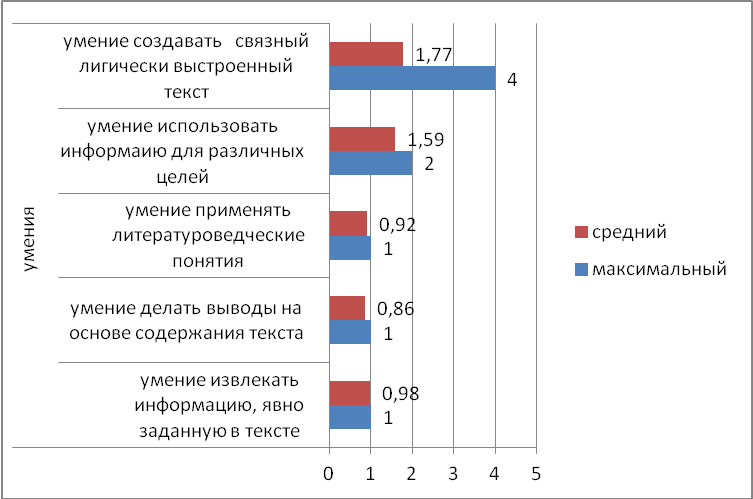 умение создавать связный
лигически выстроенный
текст
1,77
4
умение использовать
информаию для различных
целей
1,59
2
умение применять
литературоведческие
понятия
0,92
1
умение делать выводы на
основе содержания текста
0,86
1
умение извлекать
информацию, явно
заданную в тексте
0,98
1
умения
средний
максимальный
0 1 2 3 4 5